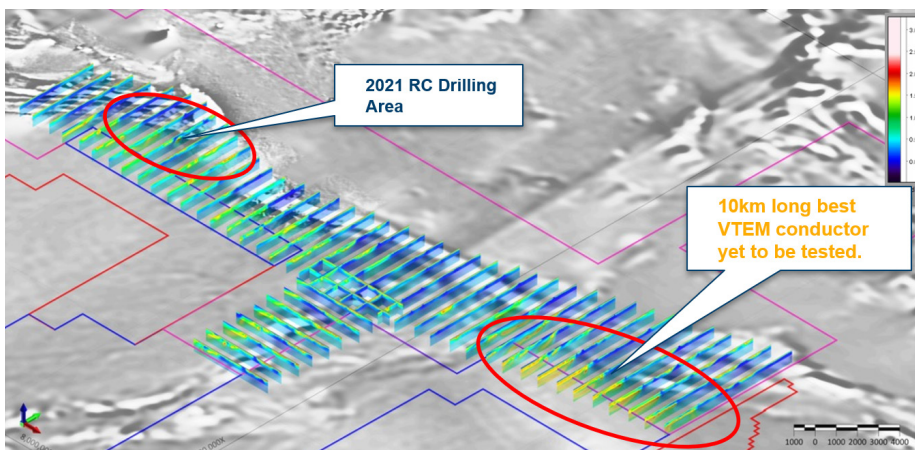 2021 RC Drilling
Area
10km long best
VTEM conductor
yet to be tested.
1000 0 1000 2000 3000 4000